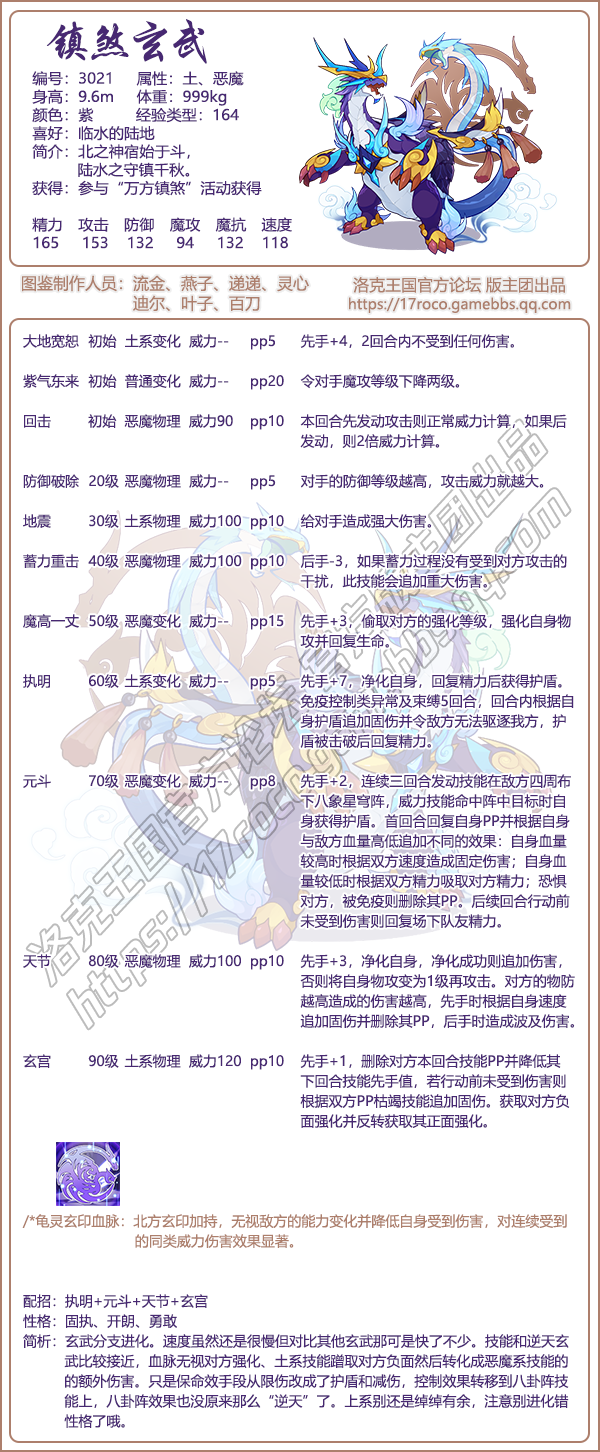 镇煞玄武
编号：3021 属性：土、恶魔
身高：9.6m 体重：999kg
颜色：紫 经验类型：164
喜好：临水的陆地
简介：北之神宿始于斗，
陆水之守镇千秋。
获得：参与“万方镇煞”活动获得
精力 攻击 防御 魔攻 魔抗 速度
165 153 132 94 132 118
图鉴制作人员：流金、燕子、递递、灵心
迪尔、叶子、百刀
洛克王国官方论坛 版主团出品
https://17roco.gamebbs.qq.com
大地宽恕 初始 土系变化 威力-- pp5 先手+4，2回合内不受到任何伤害。
紫气东来 初始 普通变化 威力-- pp20 令对手魔攻等级下降两级。
回击 初始 恶魔物理 威力90 pp10 本回合先发动攻击则正常威力计算，如果后
发动，则2倍威力计算。
防御破除 20级 恶魔物理 威力-- pp5 对手的防御等级越高，攻击威力就越大。
地震 30级 土系物理 威力100 pp10 给对手造成强大伤害。
蓄力重击 40级 恶魔物理 威力100 pp10 后手-3，如果蓄力过程没有受到对方攻击的
干扰，此技能会追加重大伤害。
魔高一丈 50级 恶魔变化 威力-- pp15 先手+3，偷取对方的强化等级，强化自身物
攻并回复生命。
执明 60级 土系变化 威力-- pp5 先手+7，净化自身，回复精力后获得护盾。
免疫控制类异常及束缚5回合，回合内根据自
身护盾追加固伤并令敌方无法驱逐我方，护
盾被击破后回复精力。
元斗 70级 恶魔变化 威力-- pp8 先手+2，连续三回合发动技能在敌方四周布
下八象星穹阵，威力技能命中阵中目标时自
身获得护盾。首回合回复自身PP并根据自身
与敌方血量高低追加不同的效果：自身血量
较高时根据双方速度造成固定伤害；自身血
量较低时根据双方精力吸取对方精力；恐惧
对方，被免疫则删除其PP。后续回合行动前
未受到伤害则回复场下队友精力。
天节 80级 恶魔物理 威力100 pp10 先手+3，净化自身，净化成功则追加伤害，
否则将自身物攻变为1级再攻击。对方的物防
越高造成的伤害越高，先手时根据自身速度
追加固伤并删除其PP，后手时造成波及伤害。
玄宫 90级 土系物理 威力120 pp10 先手+1，删除对方本回合技能PP并降低其
下回合技能先手值，若行动前未受到伤害则
根据双方PP枯竭技能追加固伤。获取对方负
面强化并反转获取其正面强化。
/*龟灵玄印血脉：北方玄印加持，无视敌方的能力变化并降低自身受到伤害，对连续受到
的同类威力伤害效果显著。
配招：执明+元斗+天节+玄宫
性格：固执、开朗、勇敢
简析：玄武分支进化。速度虽然还是很慢但对比其他玄武那可是快了不少。技能和逆天玄
武比较接近，血脉无视对方强化、土系技能蹭取对方负面然后转化成恶魔系技能的
的额外伤害。只是保命效手段从限伤改成了护盾和减伤，控制效果转移到八卦阵技
能上，八卦阵效果也没原来那么“逆天”了。上系别还是绰绰有余，注意别进化错
性格了哦。
洛克王国官方论坛 版主团出品
https://17roco.gamebbs.qq.com